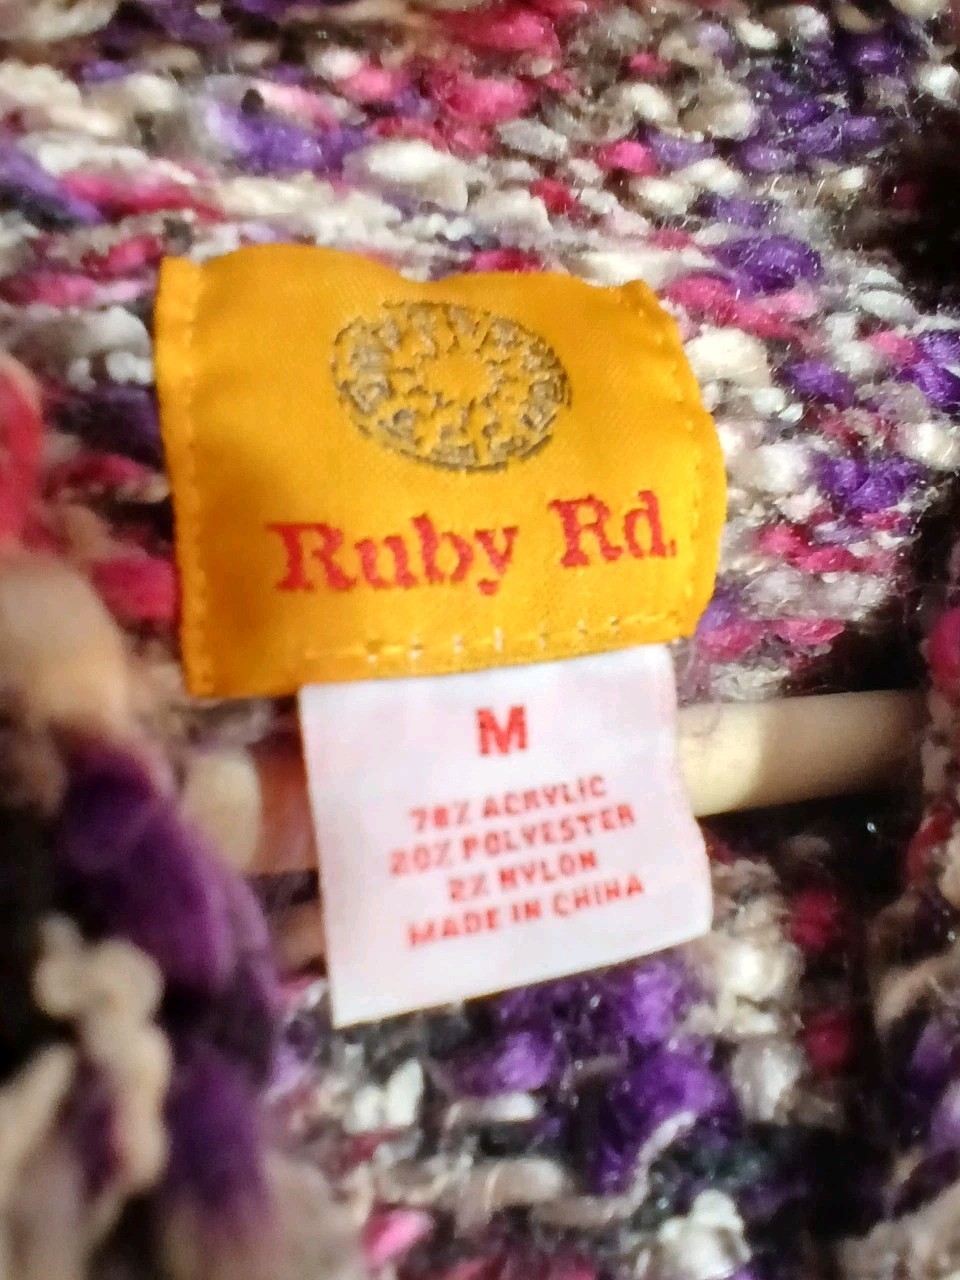 Ruby Rd.
M
78% ACRYLIC
20% POLYESTER
2% NYLON
MADE IN CHINA